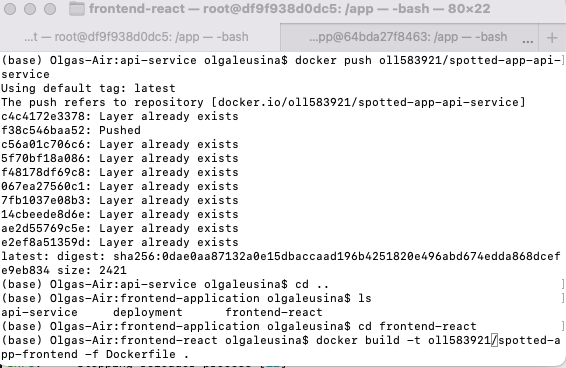 frontend-react — root@df9f938d0dc5: /app — -bash — 80×22
...t — root@df9f938d0dc5: /app — -bash ...pp@64bda27f8463: /app — -bash ... +
(base) Olgas-Air:api-service olgaleusina$ docker push oll583921/spotted-app-api-
service
Using default tag: latest
The push refers to repository [docker.io/oll583921/spotted-app-api-service]
c4c4172e3378: Layer already exists
f38c546baa52: Pushed
c56a01c706c6: Layer already exists
5f70bf18a086: Layer already exists
f48178df69c8: Layer already exists
067ea27560c1: Layer already exists
7fb1037e08b3: Layer already exists
14cbeede8d6e: Layer already exists
ae2d55769c5e: Layer already exists
e2ef8a51359d: Layer already exists
latest: digest: sha256:0dae0aa87132a0e15dbaccaad196b4251820e496abd674edda868dcef
e9eb834 size: 2421
(base) Olgas-Air:api-service olgaleusina$ cd ..
(base) Olgas-Air:frontend-application olgaleusina$ ls
api-service deployment frontend-react
(base) Olgas-Air:frontend-application olgaleusina$ cd frontend-react
(base) Olgas-Air:frontend-react olgaleusina$ docker build -t oll583921/spotted-a
pp-frontend -f Dockerfile .